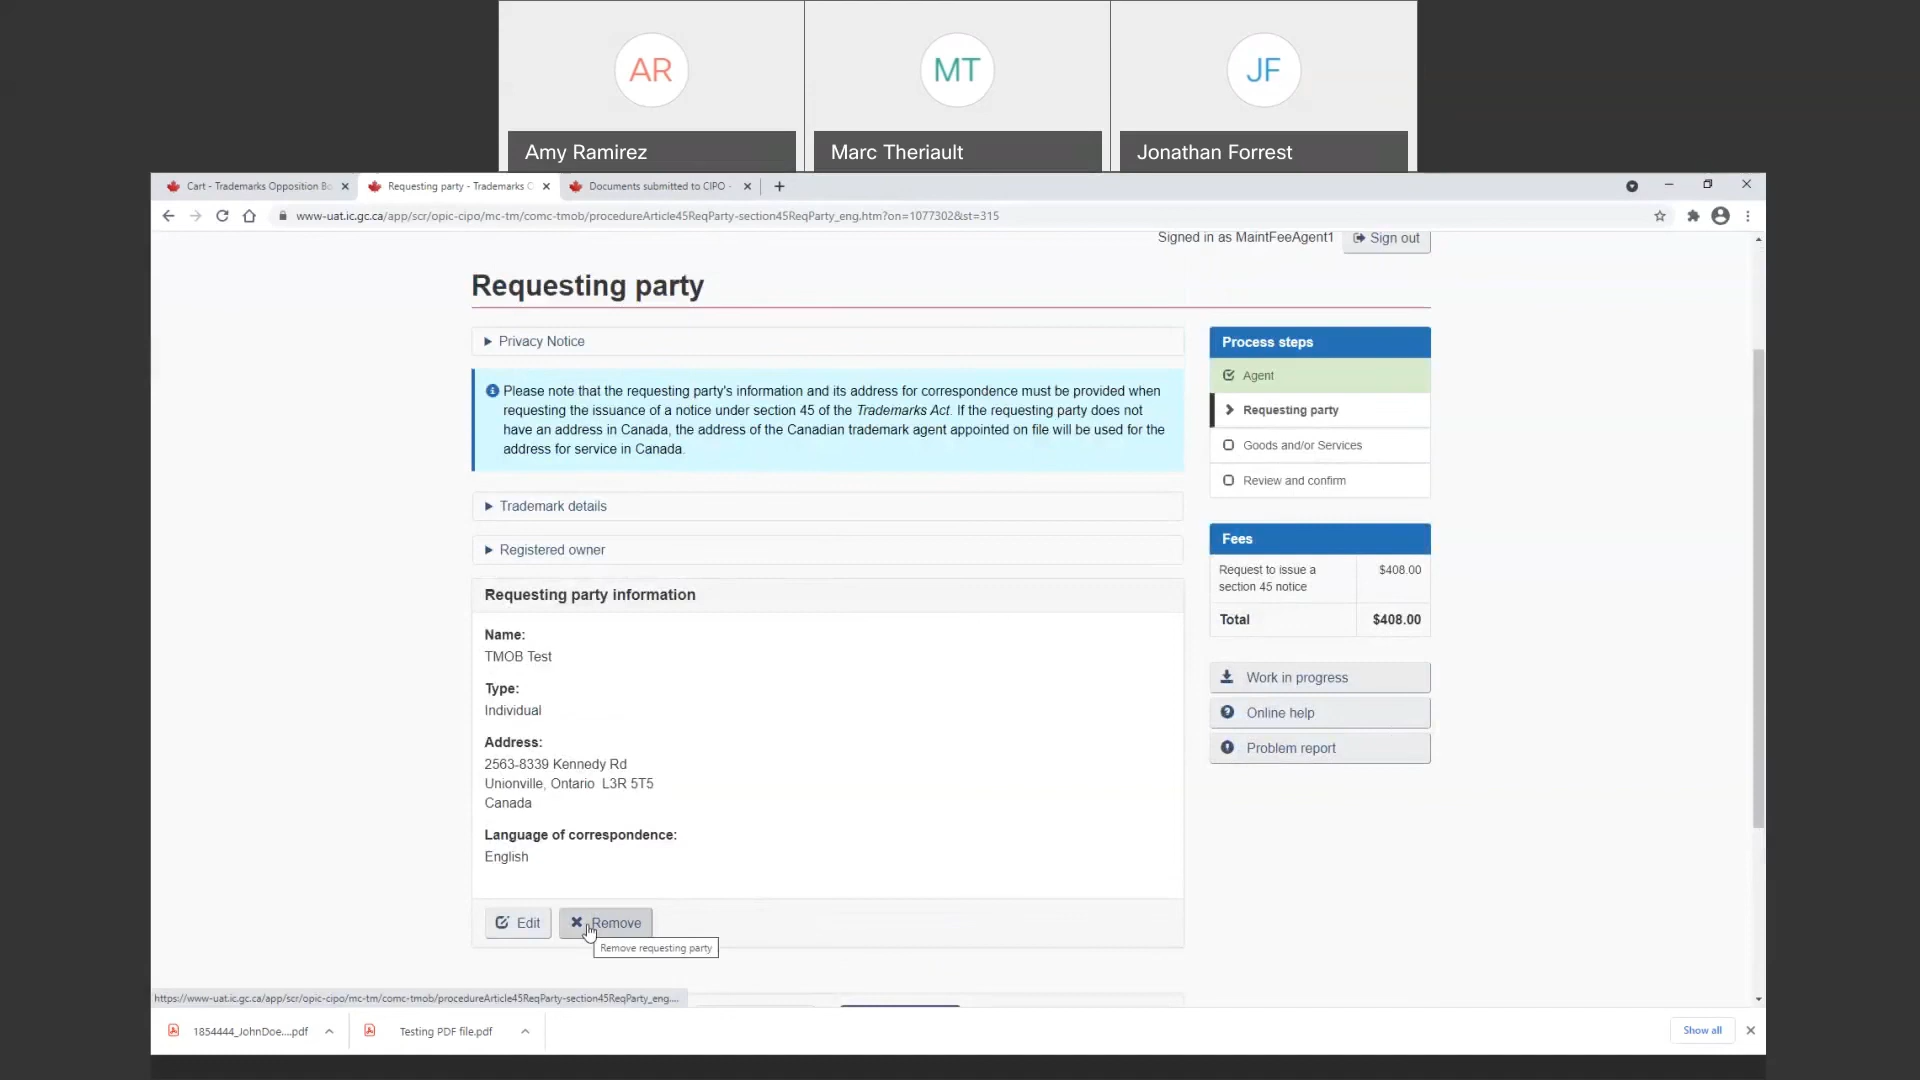 AR
MT
JF
Amy Ramirez
Marc Theriault
Jonathan Forrest
Cart - Trademarks Opposition Bo
Requesting party - Trademarks O
Documents submitted to CIPO -
www-uat.ic.gc.ca/app/scr/opic-cipo/mc-tm/comc-tmob/procedureArticle45ReqParty-section45ReqParty_eng.htm?on=1077302&st=315
Signed in as MaintFeeAgent1
Sign out
Requesting party
Privacy Notice
Please note that the requesting party's information and its address for correspondence must be provided when
requesting the issuance of a notice under section 45 of the Trademarks Act. If the requesting party does not
have an address in Canada, the address of the Canadian trademark agent appointed on file will be used for the
address for service in Canada.
Trademark details
Registered owner
Requesting party information
Name:
TMOB Test
Type:
Individual
Address:
2563-8339 Kennedy Rd
Unionville, Ontario L3R 5T5
Canada
Language of correspondence:
English
Edit
Remove
Remove requesting party
Process steps
Agent
Requesting party
Goods and/or Services
Review and confirm
Fees
Request to issue a
section 45 notice
$408.00
Total
$408.00
Work in progress
Online help
Problem report
https://www-uat.ic.gc.ca/app/scr/opic-cipo/mc-tm/comc-tmob/procedureArticle45ReqParty-section45ReqParty_eng....
1854444_JohnDoe....pdf
Testing PDF file.pdf
Show all